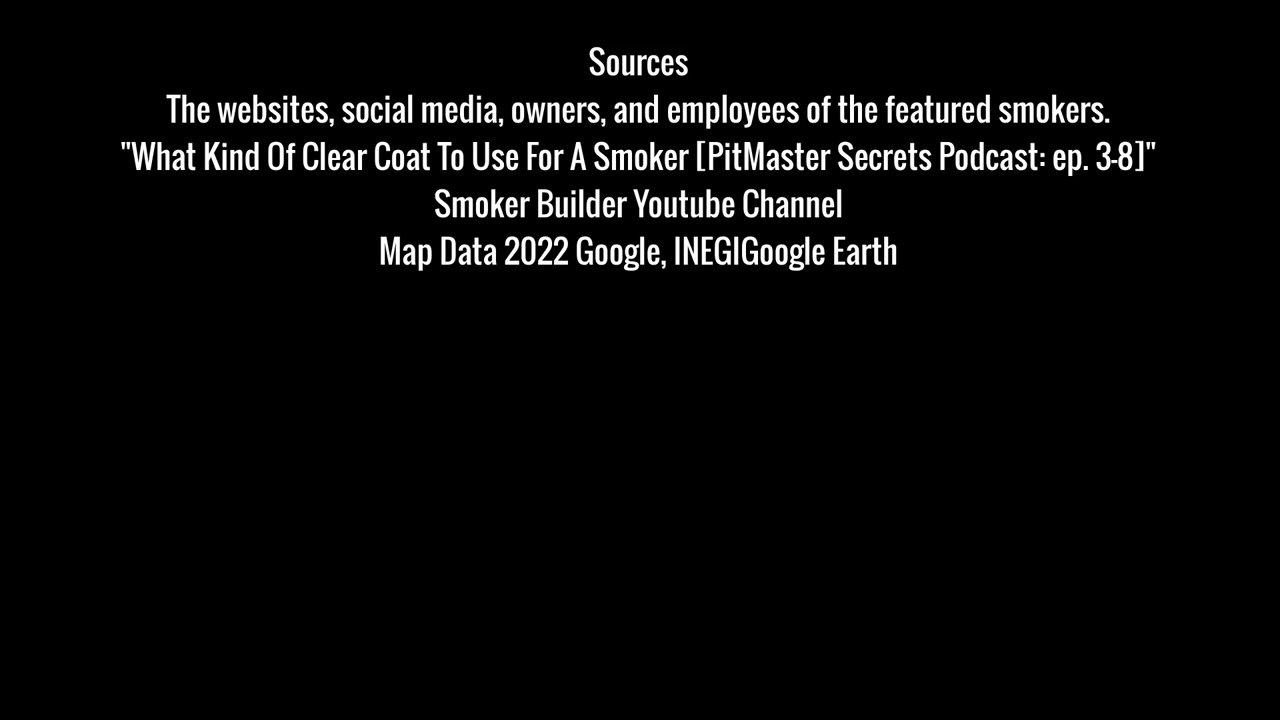 Sources
The websites, social media, owners, and employees of the featured smokers.
"What Kind Of Clear Coat To Use For A Smoker [PitMaster Secrets Podcast: ep. 3-8]"
Smoker Builder Youtube Channel
Map Data 2022 Google, INEGIGoogle Earth